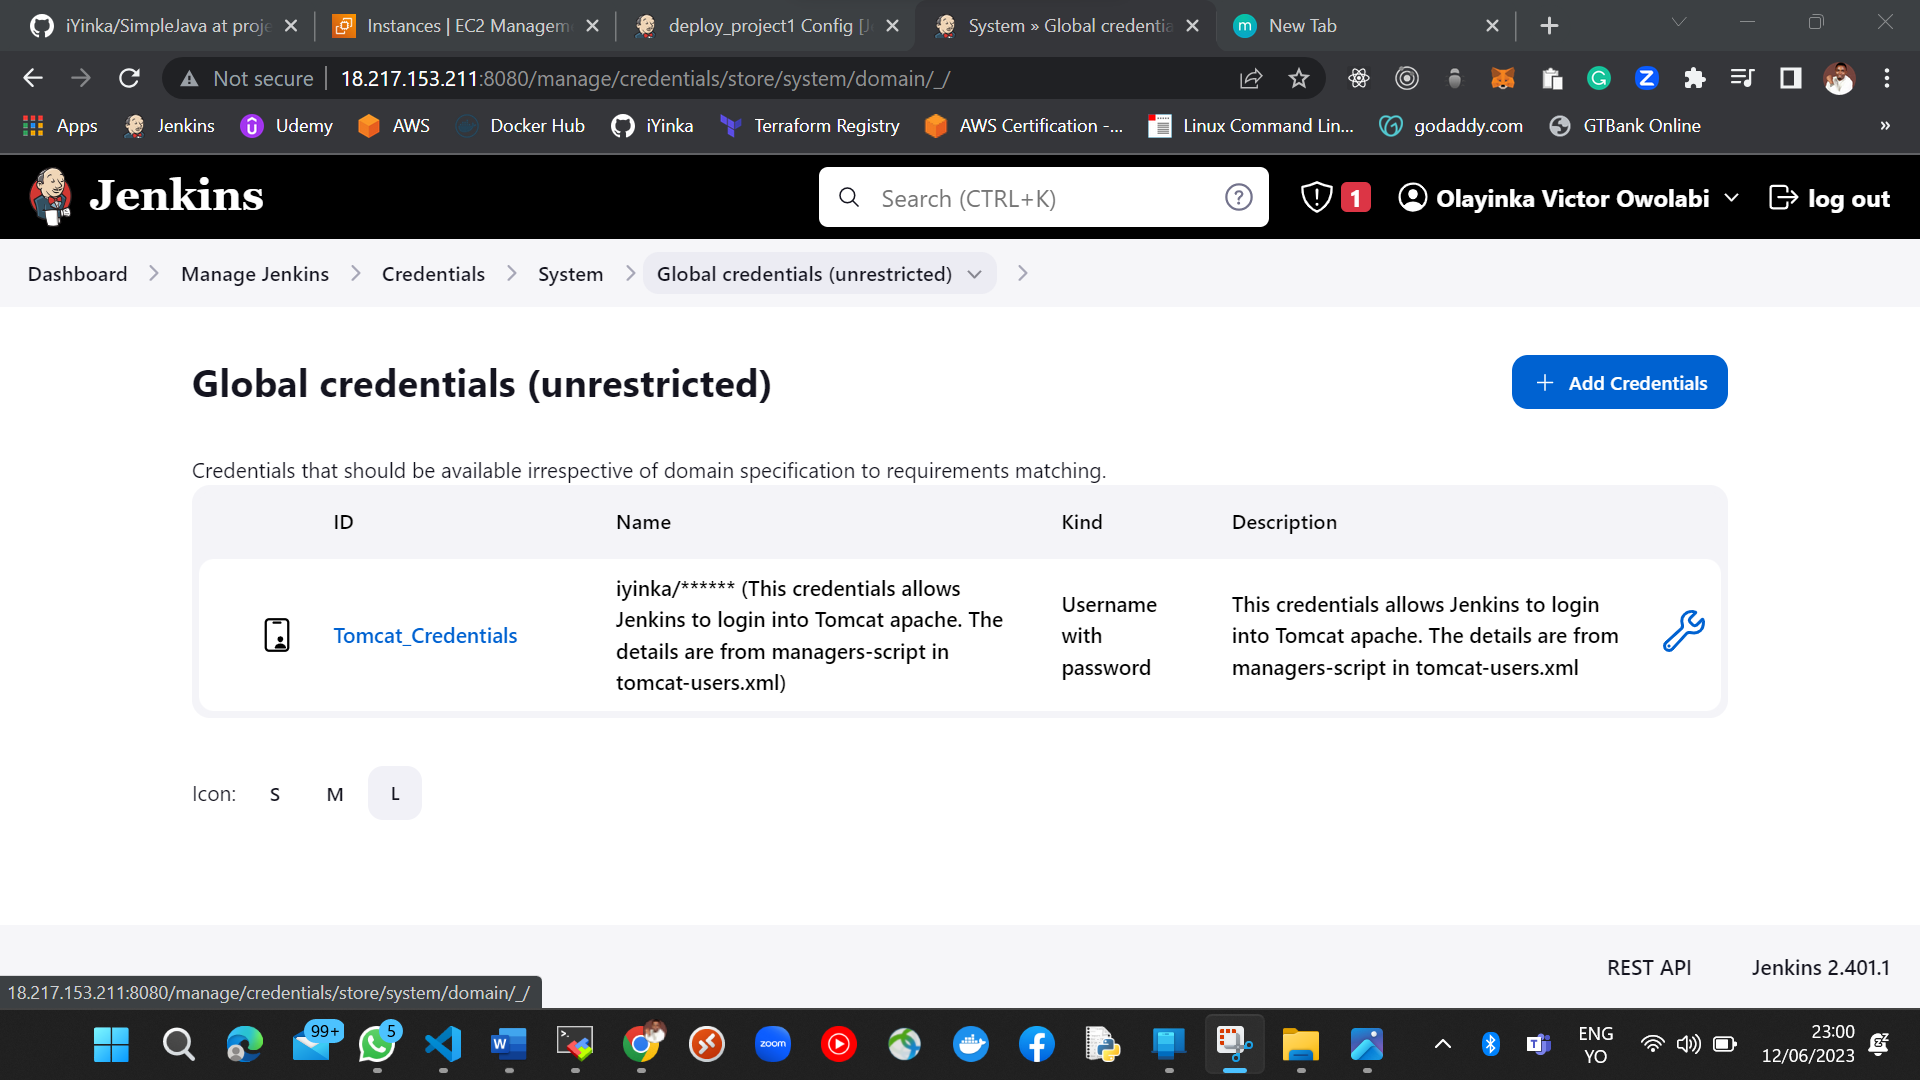 iYinka/SimpleJava at proje
Instances | EC2 Managem
deploy_project1 Config [J
System » Global credentia
New Tab
Not secure
18.217.153.211:8080/manage/credentials/store/system/domain/_/
Apps
Jenkins
Udemy
AWS
Docker Hub
iYinka
Terraform Registry
AWS Certification -...
Linux Command Lin...
godaddy.com
GTBank Online
»
Jenkins
Search (CTRL+K)
1
Olayinka Victor Owolabi
log out
Dashboard
Manage Jenkins
Credentials
System
Global credentials (unrestricted)
Global credentials (unrestricted)
Add Credentials
Credentials that should be available irrespective of domain specification to requirements matching.
ID
Name
Kind
Description
Tomcat_Credentials
iyinka/****** (This credentials allows
Jenkins to login into Tomcat apache. The
details are from managers-script in
tomcat-users.xml)
Username
with
password
This credentials allows Jenkins to login
into Tomcat apache. The details are from
managers-script in tomcat-users.xml
Icon:
S
M
L
REST API
Jenkins 2.401.1
18.217.153.211:8080/manage/credentials/store/system/domain/_/
99+
5
zoom
ENG
YO
23:00
12/06/2023